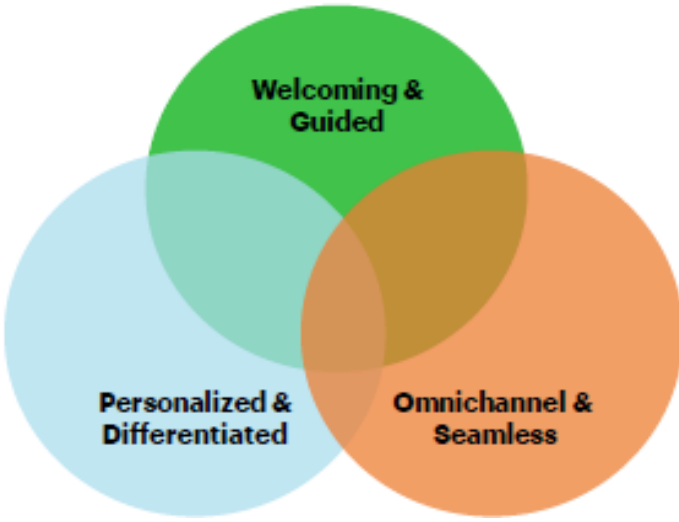 Welcoming &
Guided
Personalized &
Differentiated
Omnichannel &
Seamless